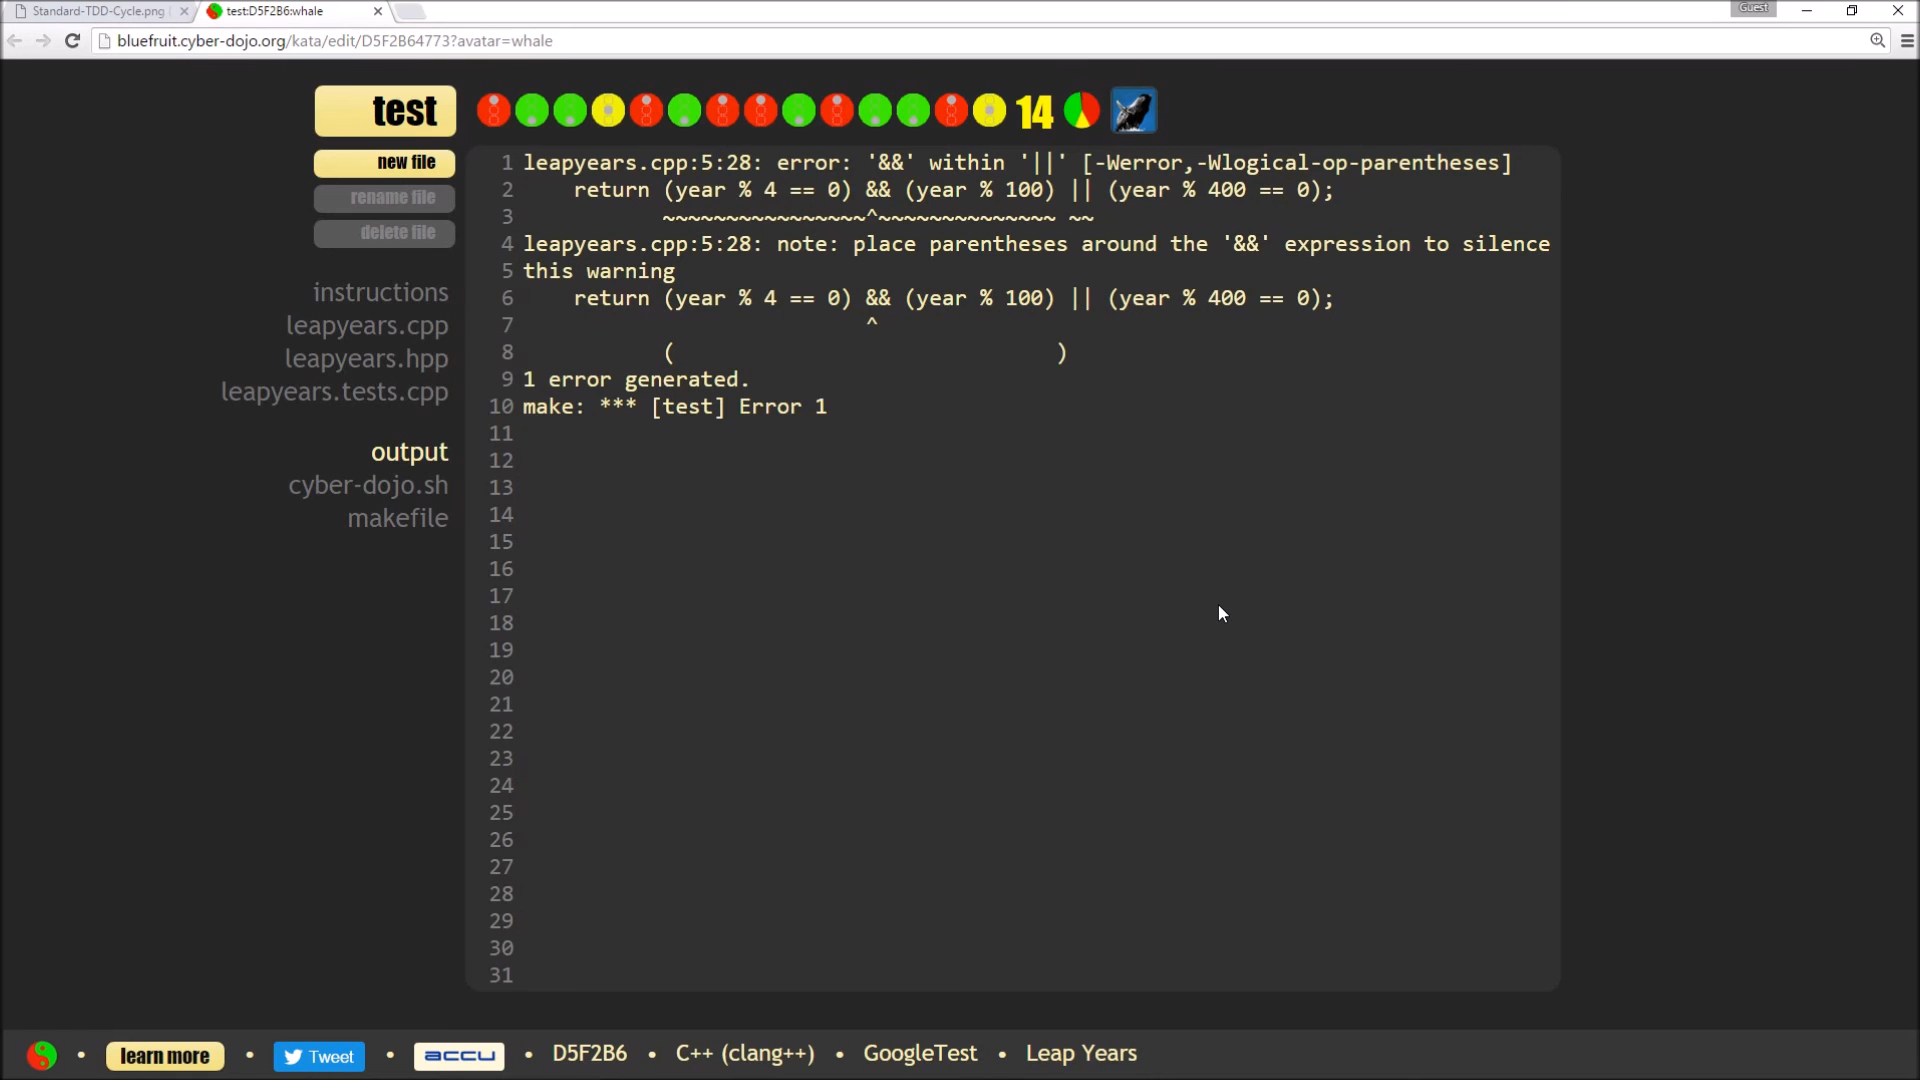 Standard-TDD-Cycle.png
test:D5F2B6:whale
Guest
bluefruit.cyber-dojo.org/kata/edit/D5F2B64773?avatar=whale
test
14
new file
rename file
delete file
instructions
leapyears.cpp
leapyears.hpp
leapyears.tests.cpp
output
cyber-dojo.sh
makefile
1 leapyears.cpp:5:28: error: '&&' within '||' [-Werror,-Wlogical-op-parentheses]
2     return (year % 4 == 0) && (year % 100) || (year % 400 == 0);
3            ~~~~~~~~~~~~~~~~^~~~~~~~~~~~~~~ ~~
4 leapyears.cpp:5:28: note: place parentheses around the '&&' expression to silence
5 this warning
6     return (year % 4 == 0) && (year % 100) || (year % 400 == 0);
7                            ^
8            (                              )
9 1 error generated.
10 make: *** [test] Error 1
11
12
13
14
15
16
17
18
19
20
21
22
23
24
25
26
27
28
29
30
31
• learn more • Tweet • accu • D5F2B6 • C++ (clang++) • GoogleTest • Leap Years